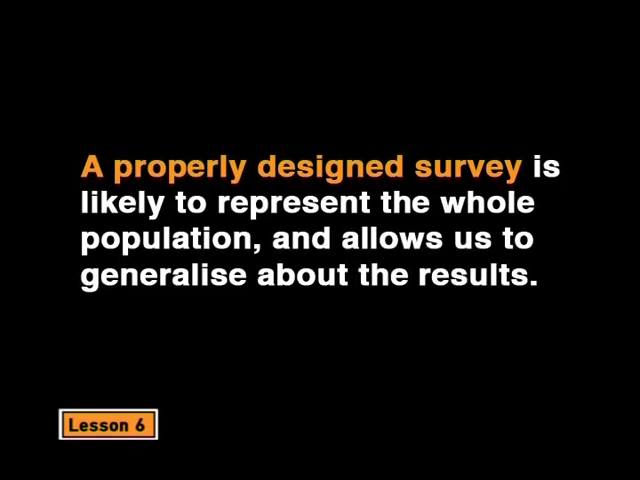 A properly designed survey is
likely to represent the whole
population, and allows us to
generalise about the results.
Lesson 6